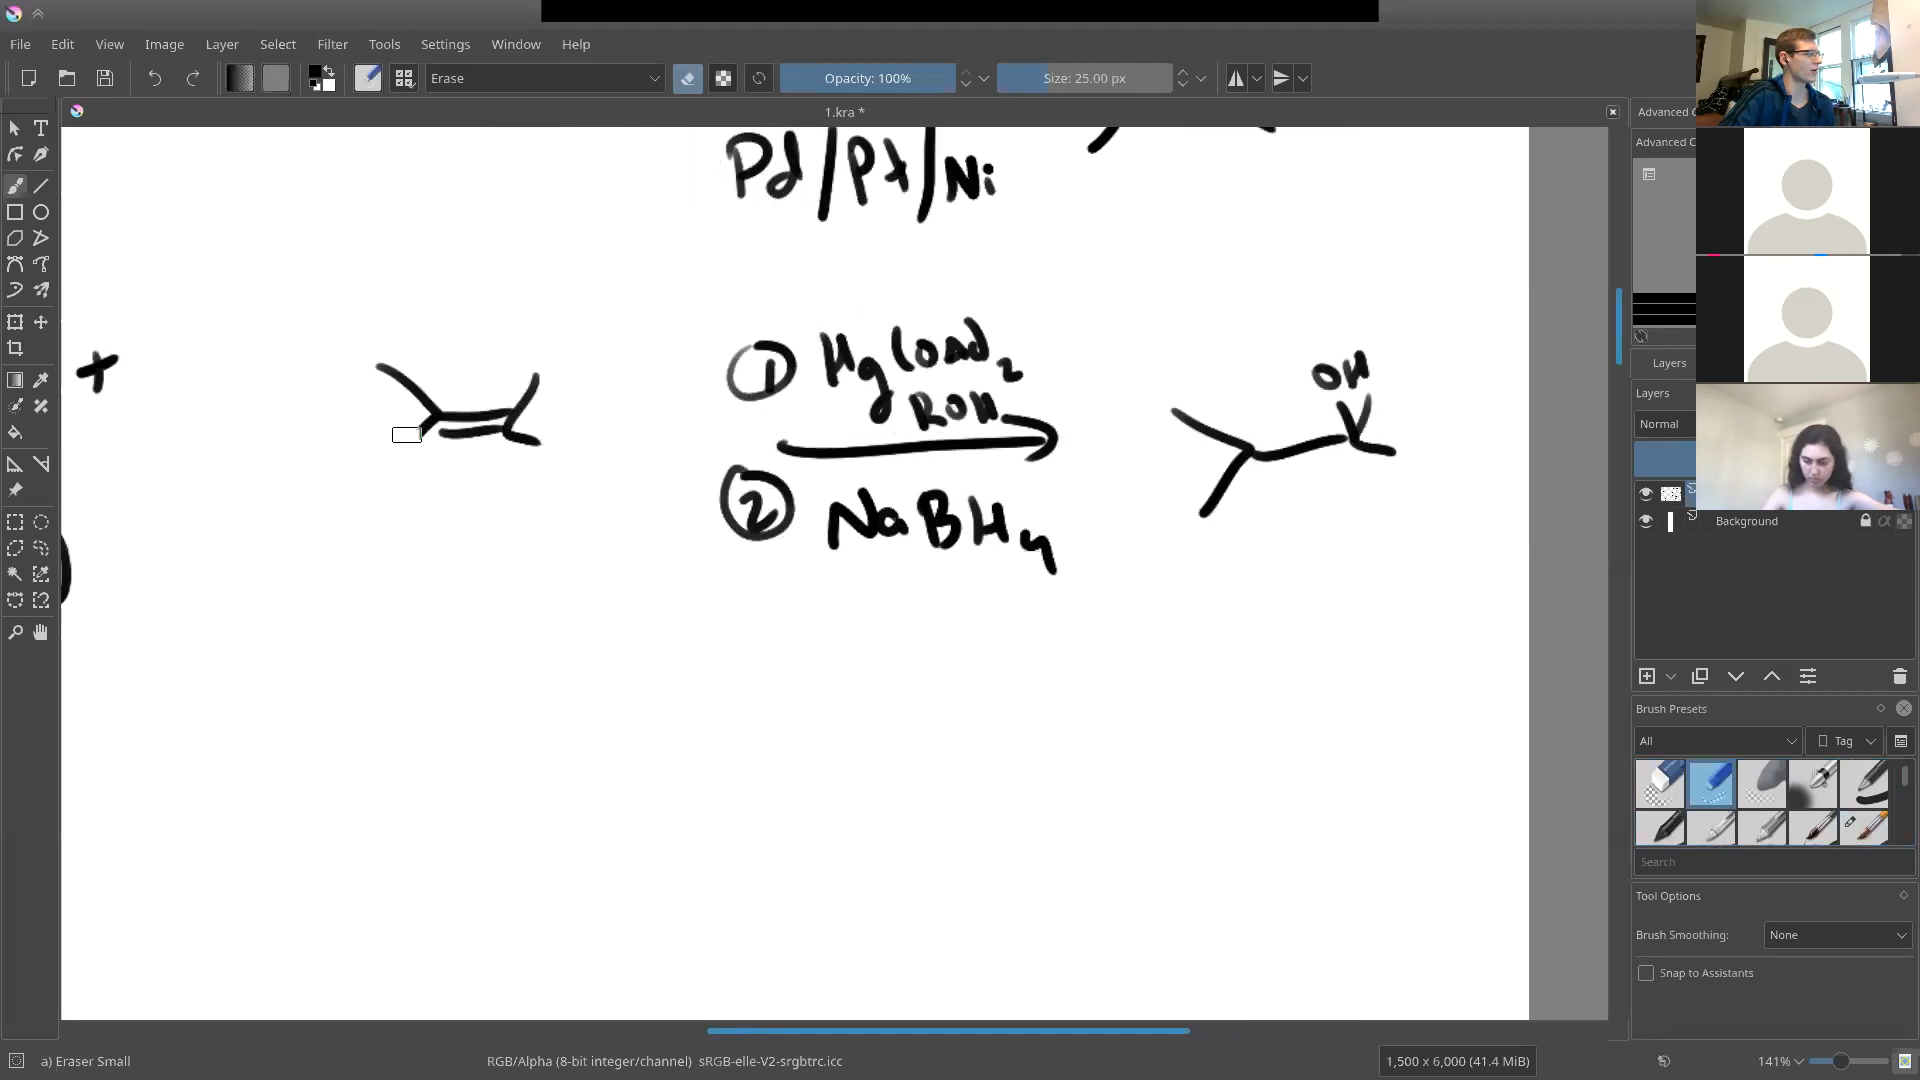 File Edit View Image Layer Select Filter Tools Settings Window Help
Erase
Opacity: 100%
Size: 25.00 px
1.kra *
Advanced C
Advanced C
Pd/Pt/Ni
+
① Hg(OAc)2
ROH
② NaBH4
OH
Layers
Layers
Normal
Background
Brush Presets
All
Tag
Search
Tool Options
Brush Smoothing: None
Snap to Assistants
a) Eraser Small
RGB/Alpha (8-bit integer/channel) sRGB-elle-V2-srgbtrc.icc
1,500 x 6,000 (41.4 MiB)
141%